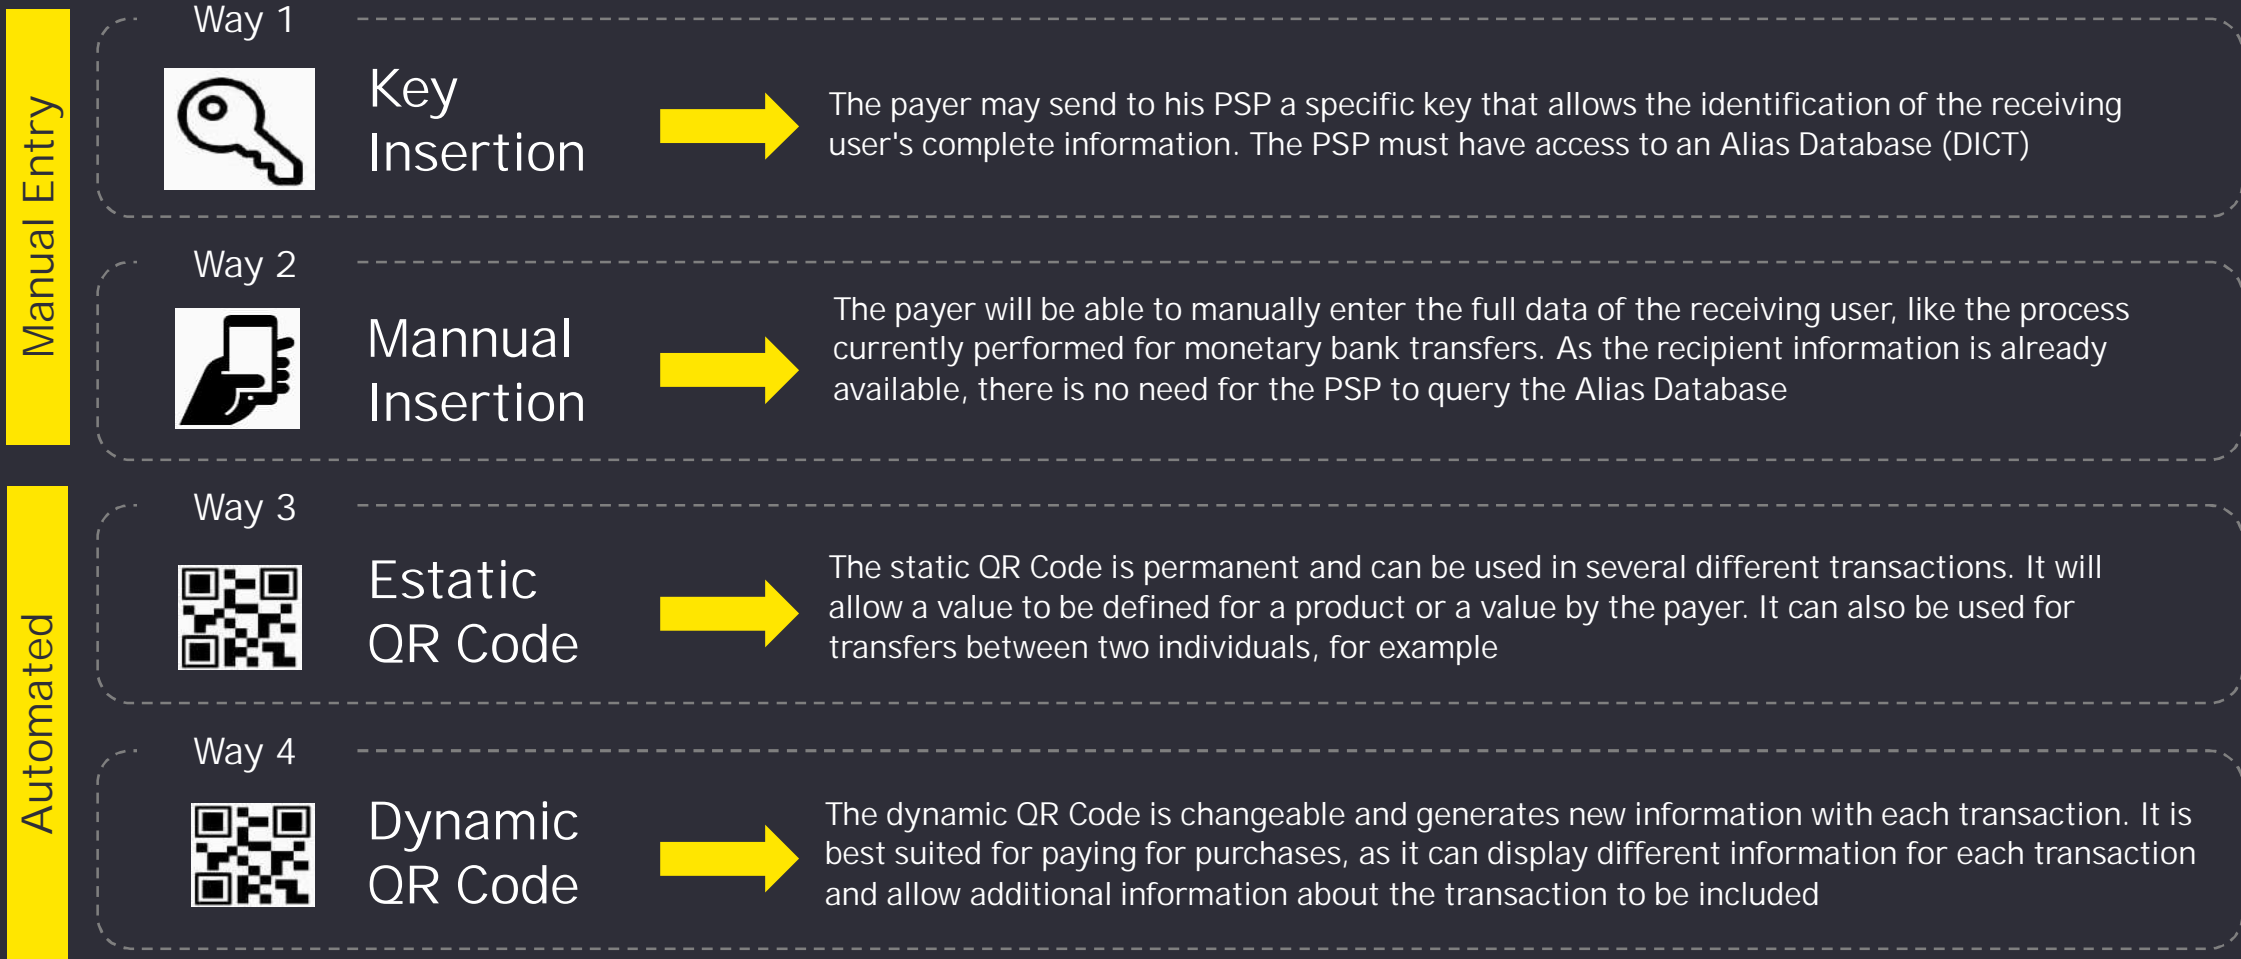 Manual Entry
Way 1
Key
Insertion
The payer may send to his PSP a specific key that allows the identification of the receiving
user's complete information. The PSP must have access to an Alias Database (DICT)
Way 2
Mannual
Insertion
The payer will be able to manually enter the full data of the receiving user, like the process
currently performed for monetary bank transfers. As the recipient information is already
available, there is no need for the PSP to query the Alias Database
Automated
Way 3
Estatic
QR Code
The static QR Code is permanent and can be used in several different transactions. It will
allow a value to be defined for a product or a value by the payer. It can also be used for
transfers between two individuals, for example
Way 4
Dynamic
QR Code
The dynamic QR Code is changeable and generates new information with each transaction. It is
best suited for paying for purchases, as it can display different information for each transaction
and allow additional information about the transaction to be included